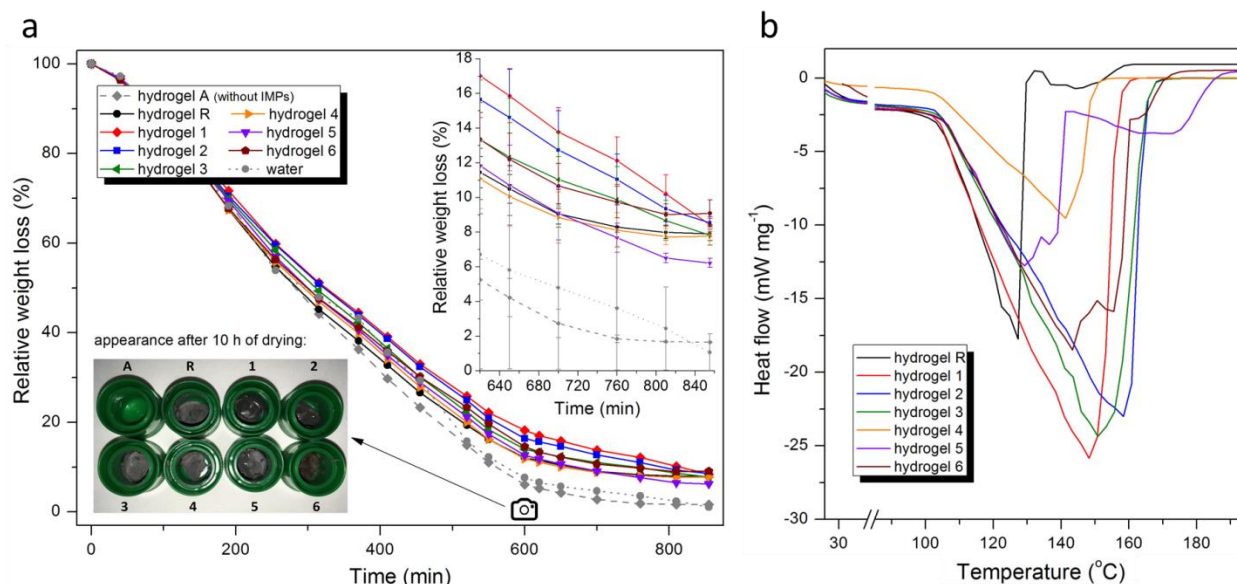 a
100
80
60
40
20
0
Relative weight loss (%)
0
200
400
600
800
Time (min)
hydrogel A (without IMPs)
hydrogel R
hydrogel 1
hydrogel 2
hydrogel 3
hydrogel 4
hydrogel 5
hydrogel 6
water
18
16
14
12
10
8
6
4
2
0
Relative weight loss (%)
640
680
720
760
800
840
Time (min)
appearance after 10 h of drying:
A
R
1
2
3
4
5
6
b
0
-5
-10
-15
-20
-25
-30
Heat flow (mW mg⁻¹)
30
120
140
160
180
Temperature (°C)
hydrogel R
hydrogel 1
hydrogel 2
hydrogel 3
hydrogel 4
hydrogel 5
hydrogel 6